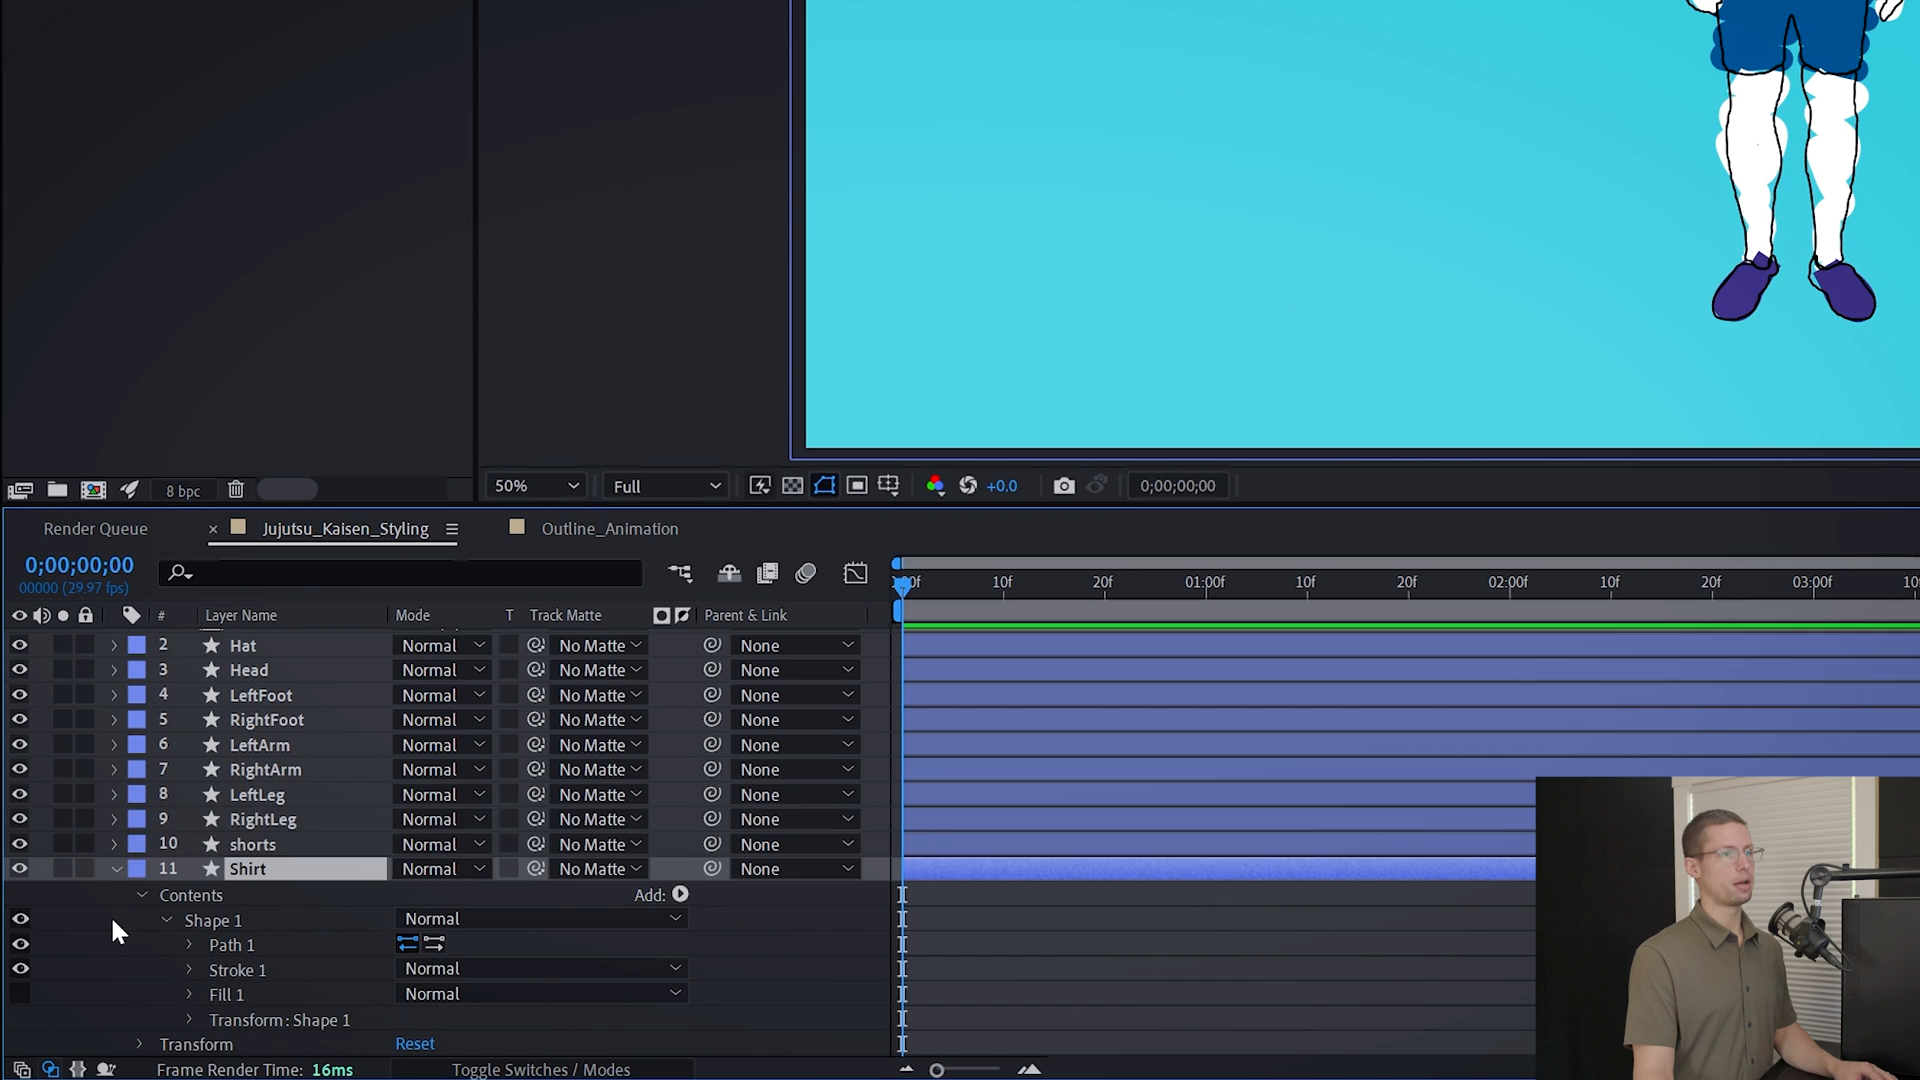 8 bpc
50%
Full
+0.0
0;00;00;00
Render Queue
Jujutsu_Kaisen_Styling
Outline_Animation
0;00;00;00
00000 (29.97 fps)
:00f 10f 20f 01:00f 10f 20f 02:00f 10f 20f 03:00f 10
# Layer Name Mode T Track Matte Parent & Link
2 Hat Normal No Matte None
3 Head Normal No Matte None
4 LeftFoot Normal No Matte None
5 RightFoot Normal No Matte None
6 LeftArm Normal No Matte None
7 RightArm Normal No Matte None
8 LeftLeg Normal No Matte None
9 RightLeg Normal No Matte None
10 shorts Normal No Matte None
11 Shirt Normal No Matte None
Contents Add:
Shape 1 Normal
Path 1
Stroke 1 Normal
Fill 1 Normal
Transform: Shape 1
Transform Reset
Frame Render Time: 16ms
Toggle Switches / Modes